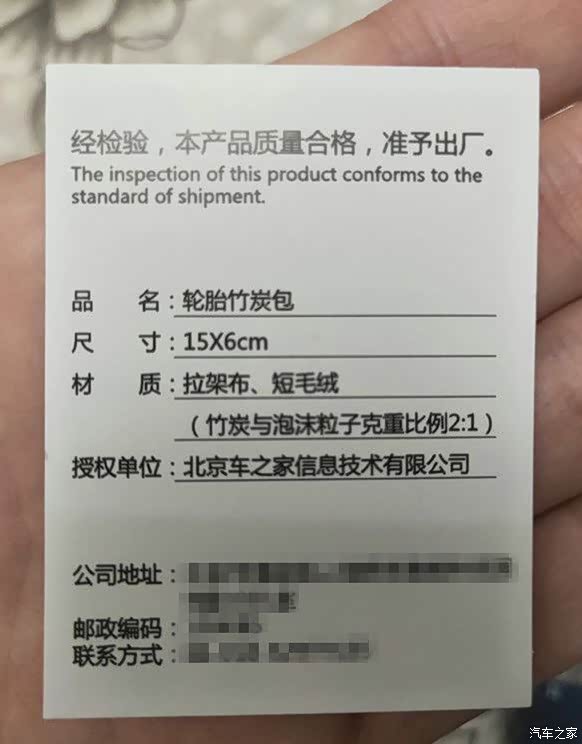 经检验，本产品质量合格，准予出厂。
The inspection of this product conforms to the
standard of shipment.
品 名：轮胎竹炭包
尺 寸：15X6cm
材 质：拉架布、短毛绒
（竹炭与泡沫粒子克重比例2:1）
授权单位：北京车之家信息技术有限公司
公司地址：
邮政编码：
联系方式：
汽车之家